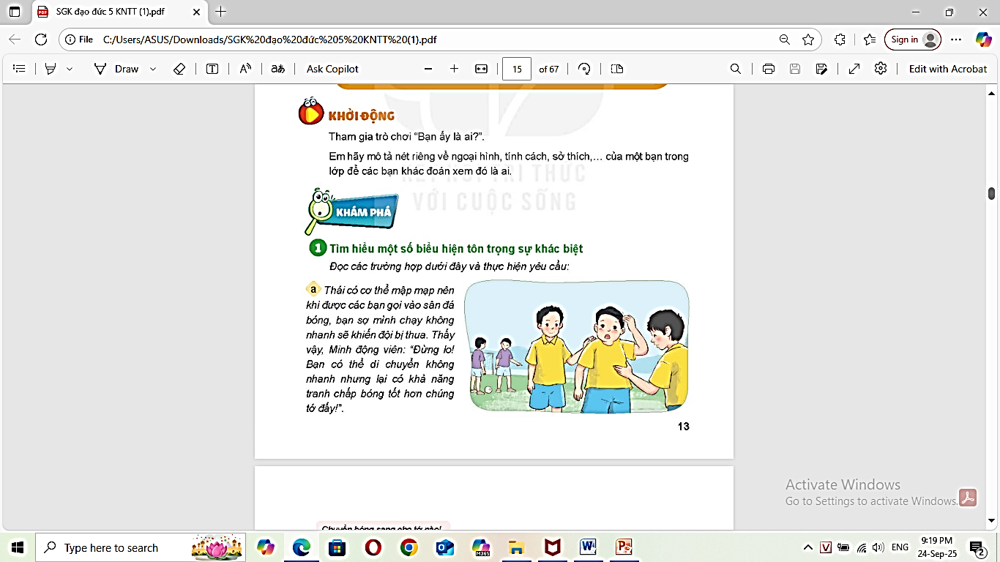 SGK đạo đức 5 KNTT (1).pdf
File C:/Users/ASUS/Downloads/SGK%20đạo%20đức%205%20KNTT%20(1).pdf
Sign in
Draw
Ask Copilot
15 of 67
Edit with Acrobat
KHỞI ĐỘNG
Tham gia trò chơi “Bạn ấy là ai?”.
Em hãy mô tả nét riêng về ngoại hình, tính cách, sở thích,... của một bạn trong
lớp để các bạn khác đoán xem đó là ai.
KẾT NỐI TRI THỨC
VỚI CUỘC SỐNG
KHÁM PHÁ
1 Tìm hiểu một số biểu hiện tôn trọng sự khác biệt
Đọc các trường hợp dưới đây và thực hiện yêu cầu:
a Thái có cơ thể mập mạp nên
khi được các bạn gọi vào sân đá
bóng, bạn sợ mình chạy không
nhanh sẽ khiến đội bị thua. Thấy
vậy, Minh động viên: “Đừng lo!
Bạn có thể di chuyển không
nhanh nhưng lại có khả năng
tranh chấp bóng tốt hơn chúng
tớ đấy!”.
13
Activate Windows
Go to Settings to activate Windows.
Chuyền bóng sang cho tớ nào!
Type here to search
M365
ENG
9:19 PM
24-Sep-25
2